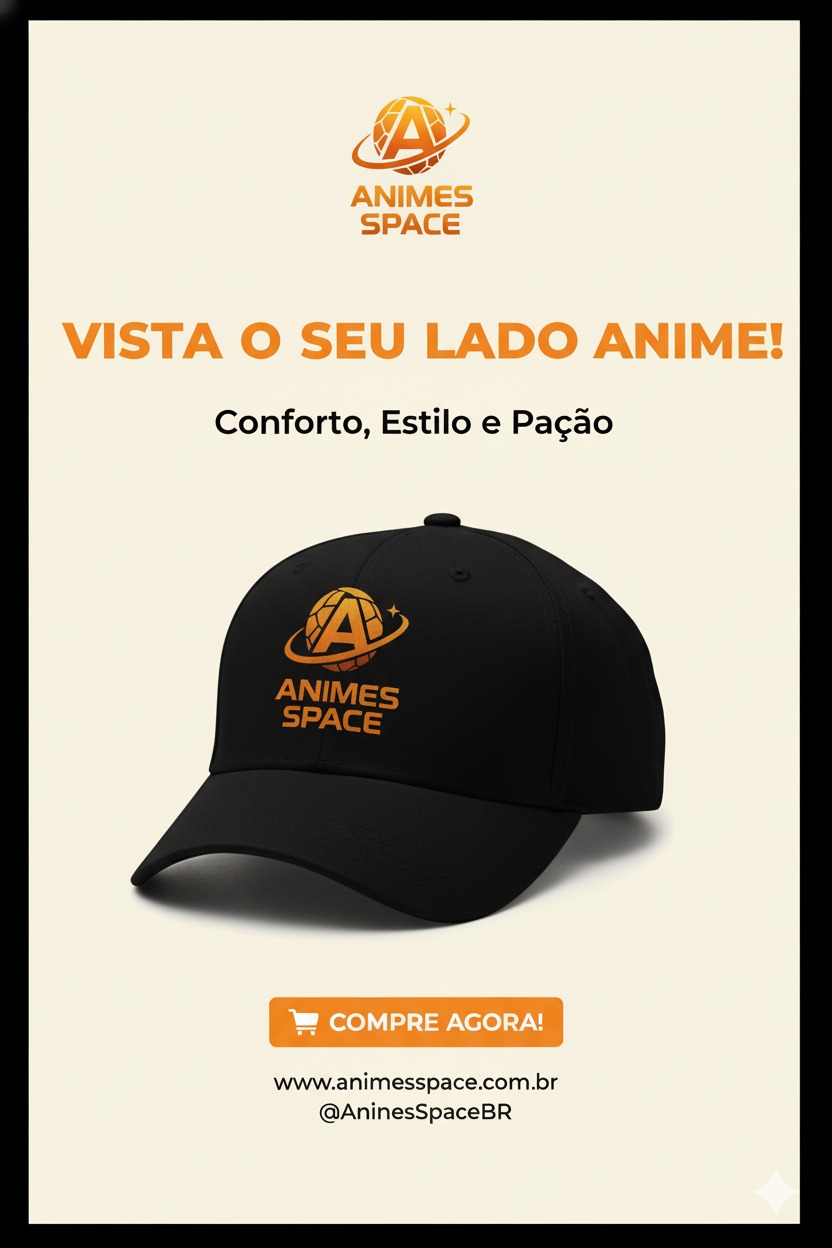 ANIMES
SPACE
VISTA O SEU LADO ANIME!
Conforto, Estilo e Pação
ANIMES
SPACE
COMPRE AGORA!
www.animesspace.com.br
@AninesSpaceBR